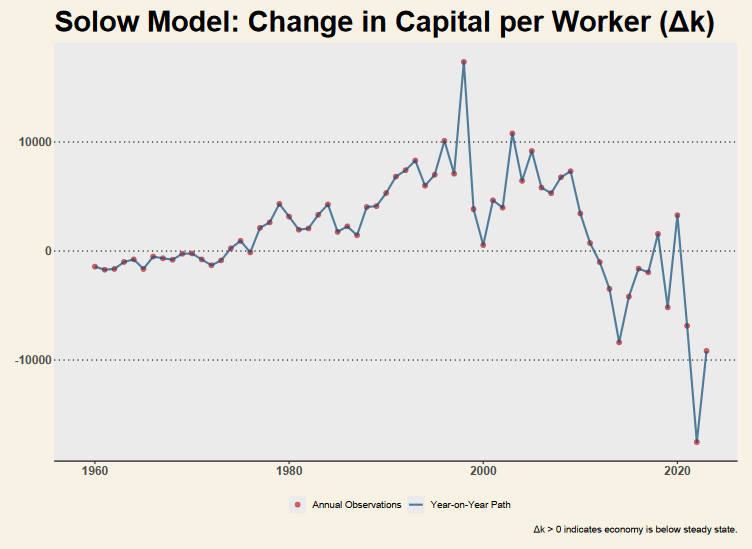 Solow Model: Change in Capital per Worker (Δk)
10000
0
-10000
1960 1980 2000 2020
Annual Observations Year-on-Year Path
Δk > 0 indicates economy is below steady state.